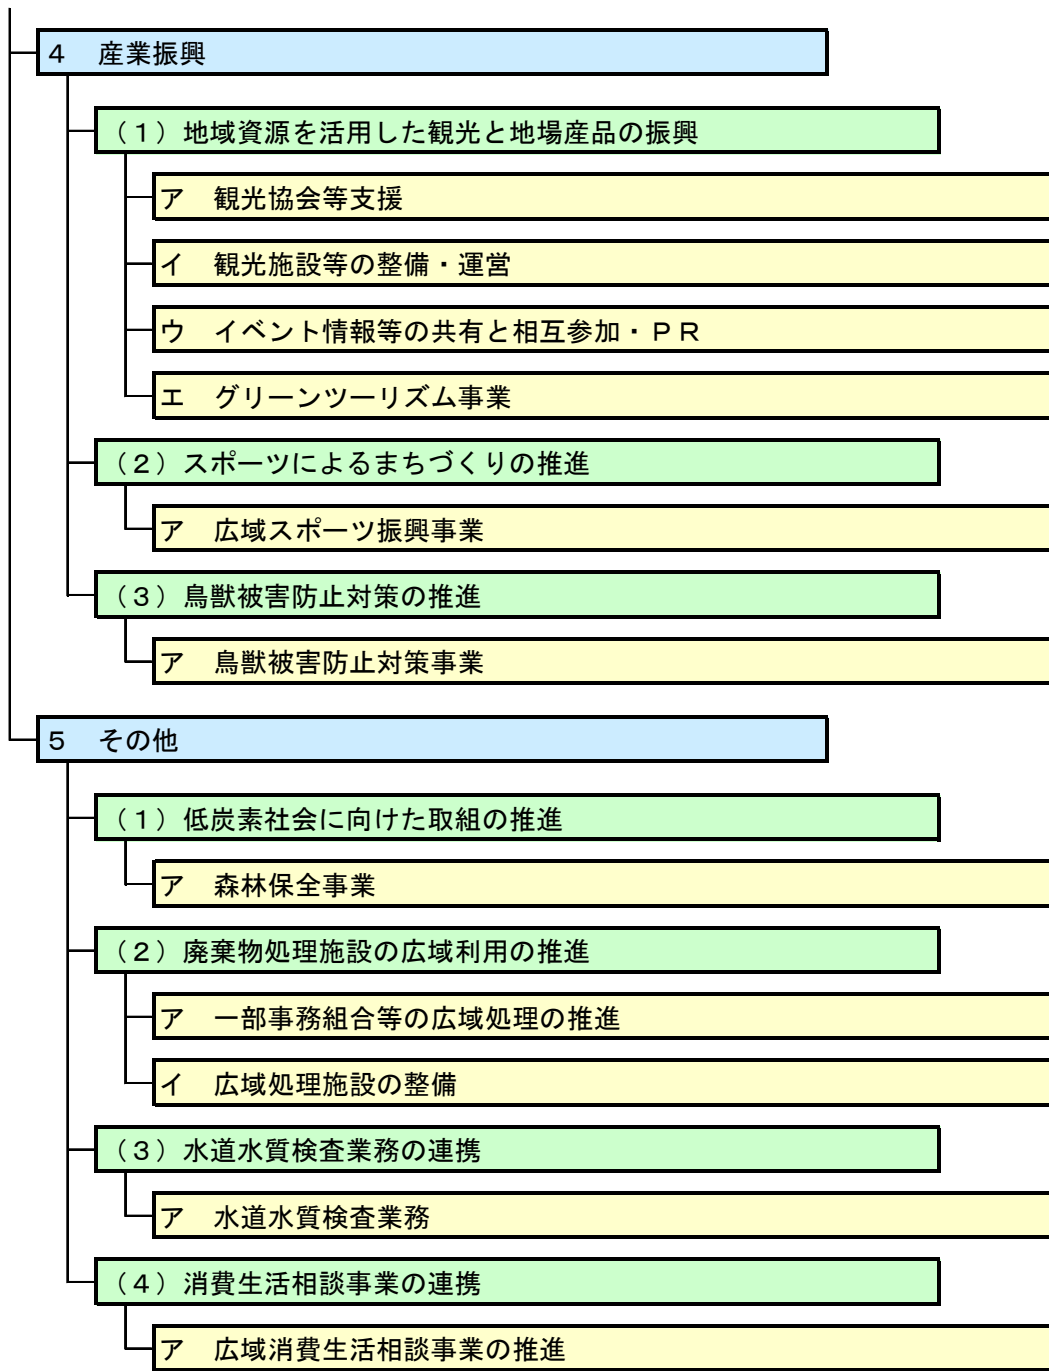 ４　産業振興
（１）地域資源を活用した観光と地場産品の振興
ア　観光協会等支援
イ　観光施設等の整備・運営
ウ　イベント情報等の共有と相互参加・ＰＲ
エ　グリーンツーリズム事業
（２）スポーツによるまちづくりの推進
ア　広域スポーツ振興事業
（３）鳥獣被害防止対策の推進
ア　鳥獣被害防止対策事業
５　その他
（１）低炭素社会に向けた取組の推進
ア　森林保全事業
（２）廃棄物処理施設の広域利用の推進
ア　一部事務組合等の広域処理の推進
イ　広域処理施設の整備
（３）水道水質検査業務の連携
ア　水道水質検査業務
（４）消費生活相談事業の連携
ア　広域消費生活相談事業の推進